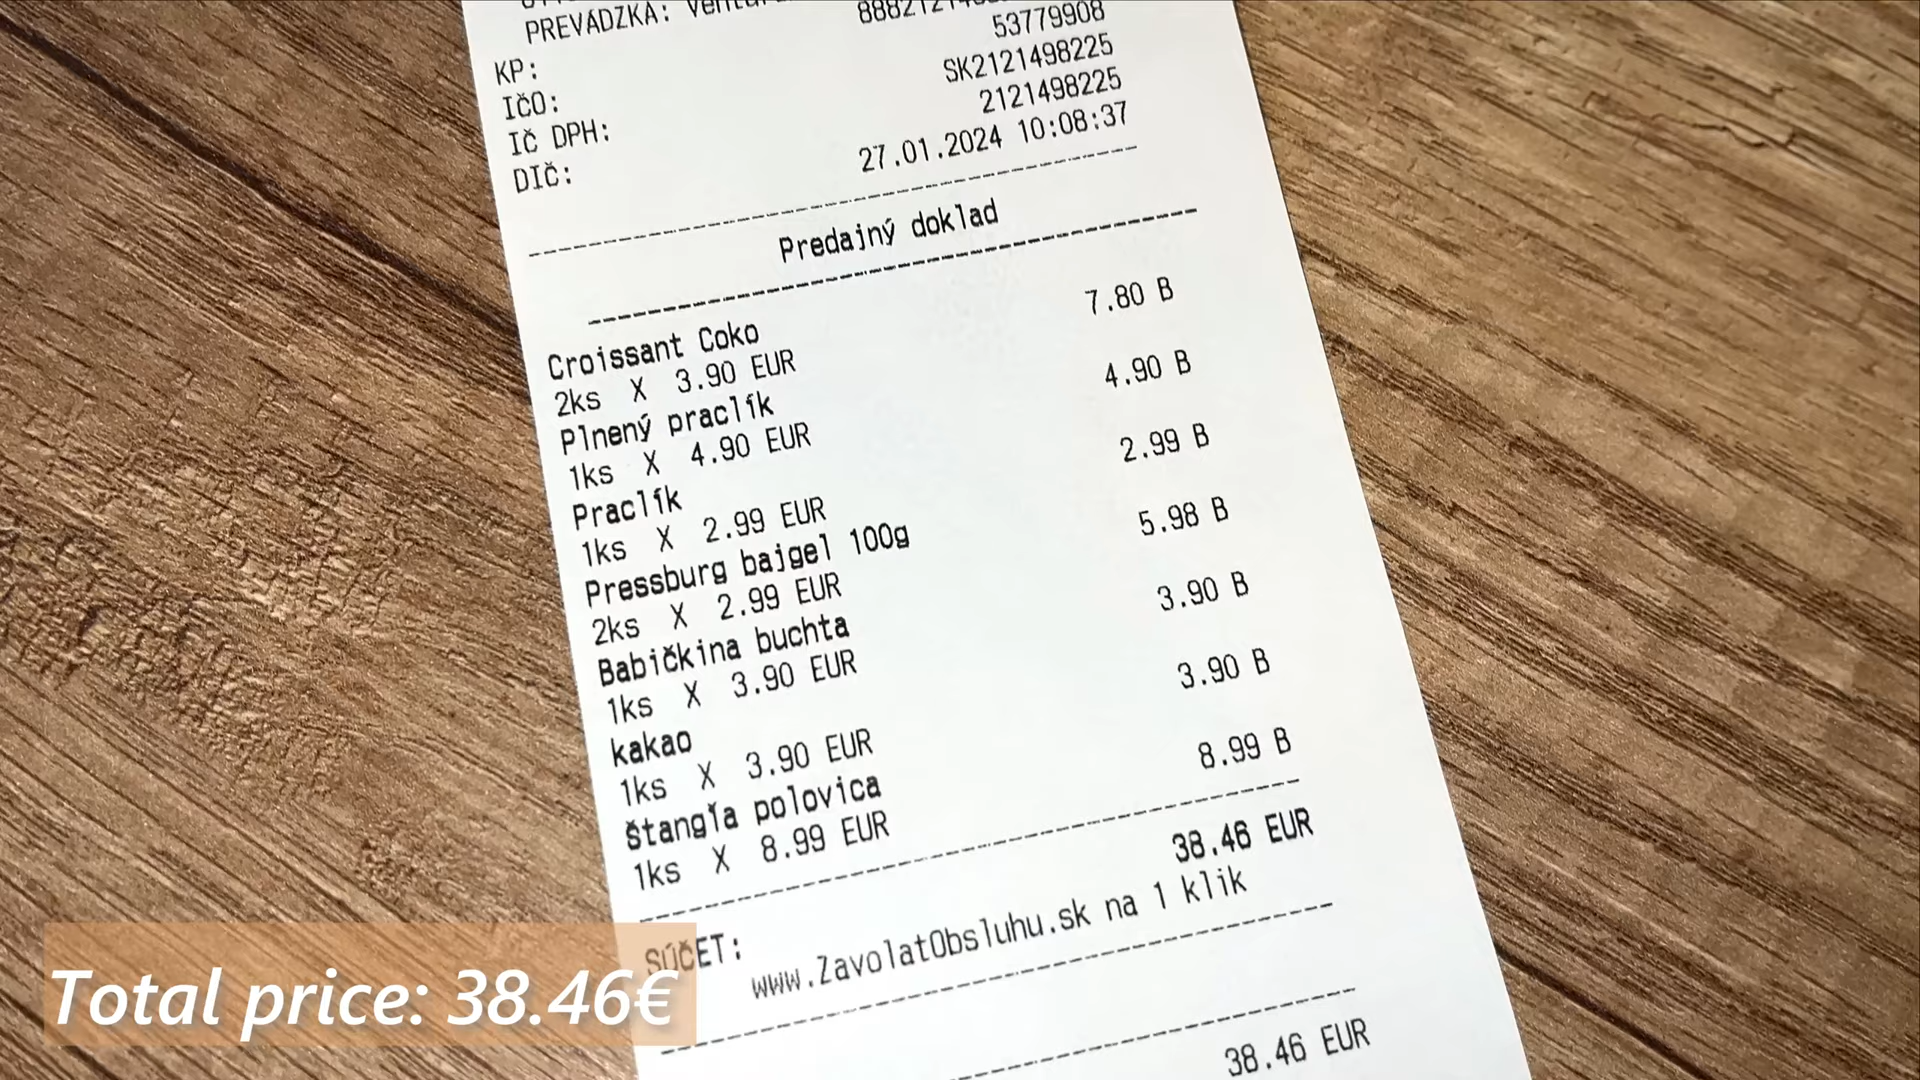 PREVÁDZKA:
KP:
53779908
IČO:
SK2121498225
IČ DPH:
2121498225
DIČ:
27.01.2024 10:08:37
Predajný doklad
Croissant Coko
7.80 B
2ks X 3.90 EUR
Plnený praclík
4.90 B
1ks X 4.90 EUR
Praclík
2.99 B
1ks X 2.99 EUR
Pressburg bajgel 100g
5.98 B
2ks X 2.99 EUR
Babičkina buchta
3.90 B
1ks X 3.90 EUR
kakao
3.90 B
1ks X 3.90 EUR
štangľa polovica
8.99 B
1ks X 8.99 EUR
SÚČET:
38.46 EUR
www.ZavolatObsluhu.sk na 1 klik
38.46 EUR
Total price: 38.46€